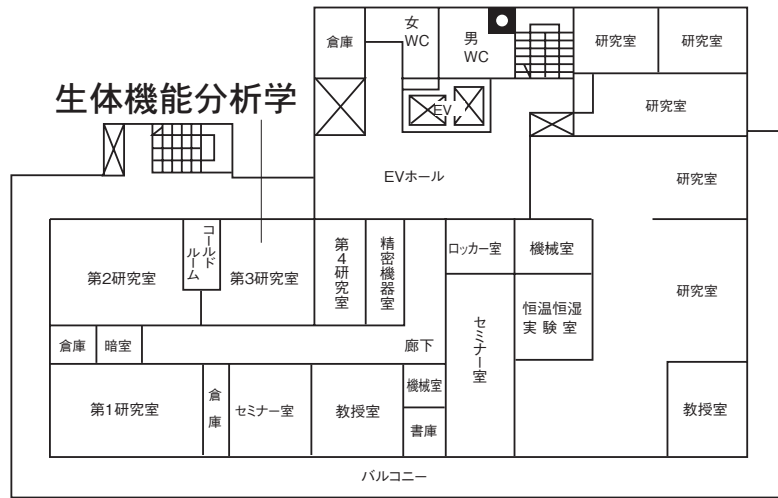 女
WC
男
WC
倉庫
研究室
研究室
生体機能分析学
EV
研究室
EVホール
研究室
コールド
ルーム
第2研究室
第3研究室
第4研究室
精密機器室
ロッカー室
機械室
研究室
恒温恒湿
実験室
セミナー室
倉庫
暗室
廊下
第1研究室
倉庫
セミナー室
教授室
機械室
書庫
教授室
バルコニー